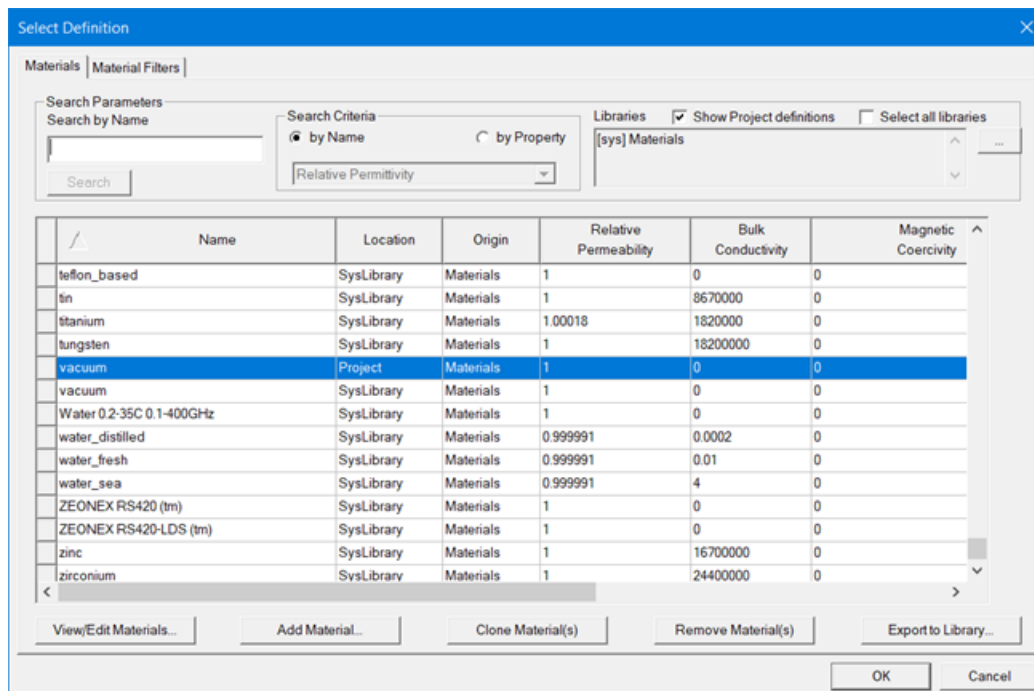 Select Definition
Materials Material Filters
Search Parameters
Search by Name
Search
Search Criteria
by Name by Property
Relative Permittivity
Libraries Show Project definitions Select all libraries
[sys] Materials
...
Name Location Origin Relative Permeability Bulk Conductivity Magnetic Coercivity
teflon_based SysLibrary Materials 1 0 0
tin SysLibrary Materials 1 8670000 0
titanium SysLibrary Materials 1.00018 1820000 0
tungsten SysLibrary Materials 1 18200000 0
vacuum Project Materials 1 0 0
vacuum SysLibrary Materials 1 0 0
Water 0.2-35C 0.1-400GHz SysLibrary Materials 1 0 0
water_distilled SysLibrary Materials 0.999991 0.0002 0
water_fresh SysLibrary Materials 0.999991 0.01 0
water_sea SysLibrary Materials 0.999991 4 0
ZEONEX RS420 (tm) SysLibrary Materials 1 0 0
ZEONEX RS420-LDS (tm) SysLibrary Materials 1 0 0
zinc SysLibrary Materials 1 16700000 0
zirconium SysLibrary Materials 1 24400000 0
View/Edit Materials... Add Material... Clone Material(s) Remove Material(s) Export to Library...
OK Cancel